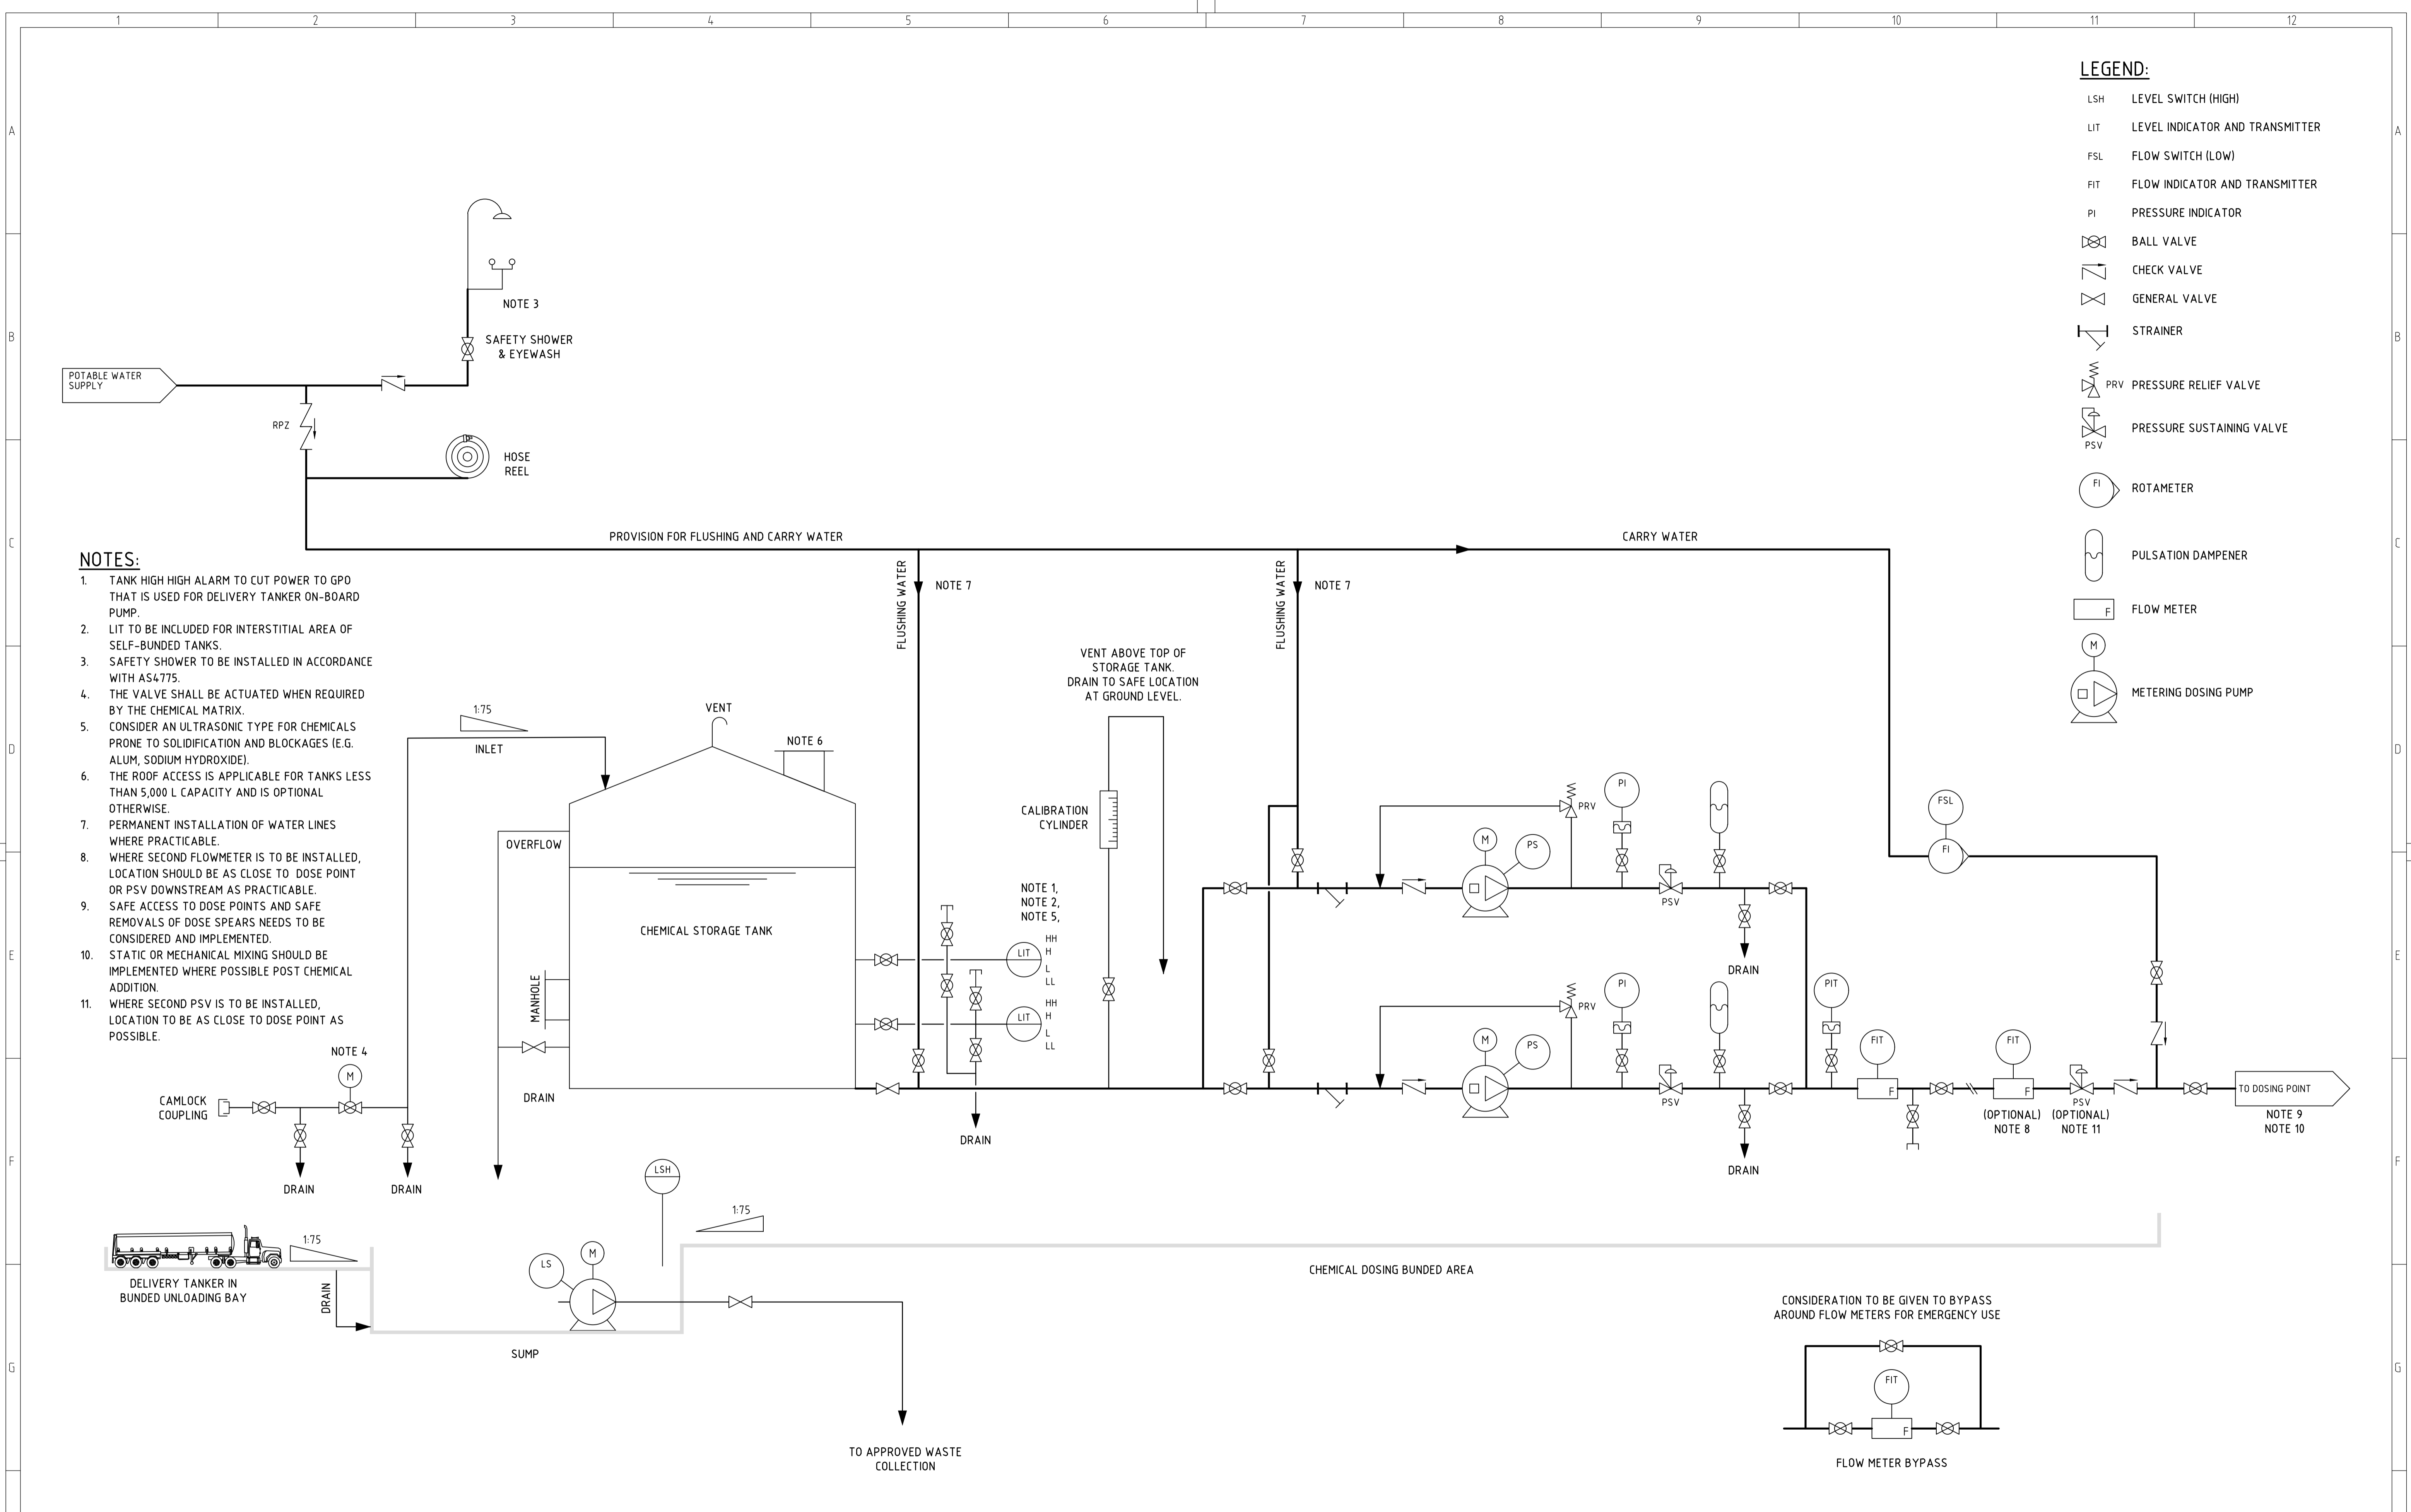 1 2 3 4 5 6 7 8 9 10 11 12
A
B
C
D
E
F
G
A
B
C
D
E
F
G
LEGEND:
LSH LEVEL SWITCH (HIGH)
LIT LEVEL INDICATOR AND TRANSMITTER
FSL FLOW SWITCH (LOW)
FIT FLOW INDICATOR AND TRANSMITTER
PI PRESSURE INDICATOR
BALL VALVE
CHECK VALVE
GENERAL VALVE
STRAINER
PRV PRESSURE RELIEF VALVE
PRESSURE SUSTAINING VALVE
PSV
FI ROTAMETER
PULSATION DAMPENER
F FLOW METER
M
METERING DOSING PUMP
NOTE 3
SAFETY SHOWER
& EYEWASH
POTABLE WATER
SUPPLY
RPZ
HOSE
REEL
PROVISION FOR FLUSHING AND CARRY WATER
CARRY WATER
FLUSHING WATER
NOTE 7
FLUSHING WATER
NOTE 7
NOTES:
1. TANK HIGH HIGH ALARM TO CUT POWER TO GPO
THAT IS USED FOR DELIVERY TANKER ON-BOARD
PUMP.
2. LIT TO BE INCLUDED FOR INTERSTITIAL AREA OF
SELF-BUNDED TANKS.
3. SAFETY SHOWER TO BE INSTALLED IN ACCORDANCE
WITH AS4775.
4. THE VALVE SHALL BE ACTUATED WHEN REQUIRED
BY THE CHEMICAL MATRIX.
5. CONSIDER AN ULTRASONIC TYPE FOR CHEMICALS
PRONE TO SOLIDIFICATION AND BLOCKAGES (E.G.
ALUM, SODIUM HYDROXIDE).
6. THE ROOF ACCESS IS APPLICABLE FOR TANKS LESS
THAN 5,000 L CAPACITY AND IS OPTIONAL
OTHERWISE.
7. PERMANENT INSTALLATION OF WATER LINES
WHERE PRACTICABLE.
8. WHERE SECOND FLOWMETER IS TO BE INSTALLED,
LOCATION SHOULD BE AS CLOSE TO DOSE POINT
OR PSV DOWNSTREAM AS PRACTICABLE.
9. SAFE ACCESS TO DOSE POINTS AND SAFE
REMOVALS OF DOSE SPEARS NEEDS TO BE
CONSIDERED AND IMPLEMENTED.
10. STATIC OR MECHANICAL MIXING SHOULD BE
IMPLEMENTED WHERE POSSIBLE POST CHEMICAL
ADDITION.
11. WHERE SECOND PSV IS TO BE INSTALLED,
LOCATION TO BE AS CLOSE TO DOSE POINT AS
POSSIBLE.
1:75
INLET
VENT
NOTE 6
OVERFLOW
CHEMICAL STORAGE TANK
MANHOLE
DRAIN
NOTE 4
M
CAMLOCK
COUPLING
DRAIN
DRAIN
VENT ABOVE TOP OF
STORAGE TANK.
DRAIN TO SAFE LOCATION
AT GROUND LEVEL.
CALIBRATION
CYLINDER
NOTE 1,
NOTE 2,
NOTE 5,
LIT
HH
H
L
LL
LIT
HH
H
L
LL
DRAIN
PRV
PI
M
PS
PSV
DRAIN
PRV
PI
M
PS
PSV
DRAIN
FSL
FI
PIT
FIT
F
FIT
F
(OPTIONAL)
NOTE 8
PSV
(OPTIONAL)
NOTE 11
TO DOSING POINT
NOTE 9
NOTE 10
LSH
1:75
1:75
DELIVERY TANKER IN
BUNDED UNLOADING BAY
DRAIN
LS
M
SUMP
CHEMICAL DOSING BUNDED AREA
TO APPROVED WASTE
COLLECTION
CONSIDERATION TO BE GIVEN TO BYPASS
AROUND FLOW METERS FOR EMERGENCY USE
FIT
F
FLOW METER BYPASS